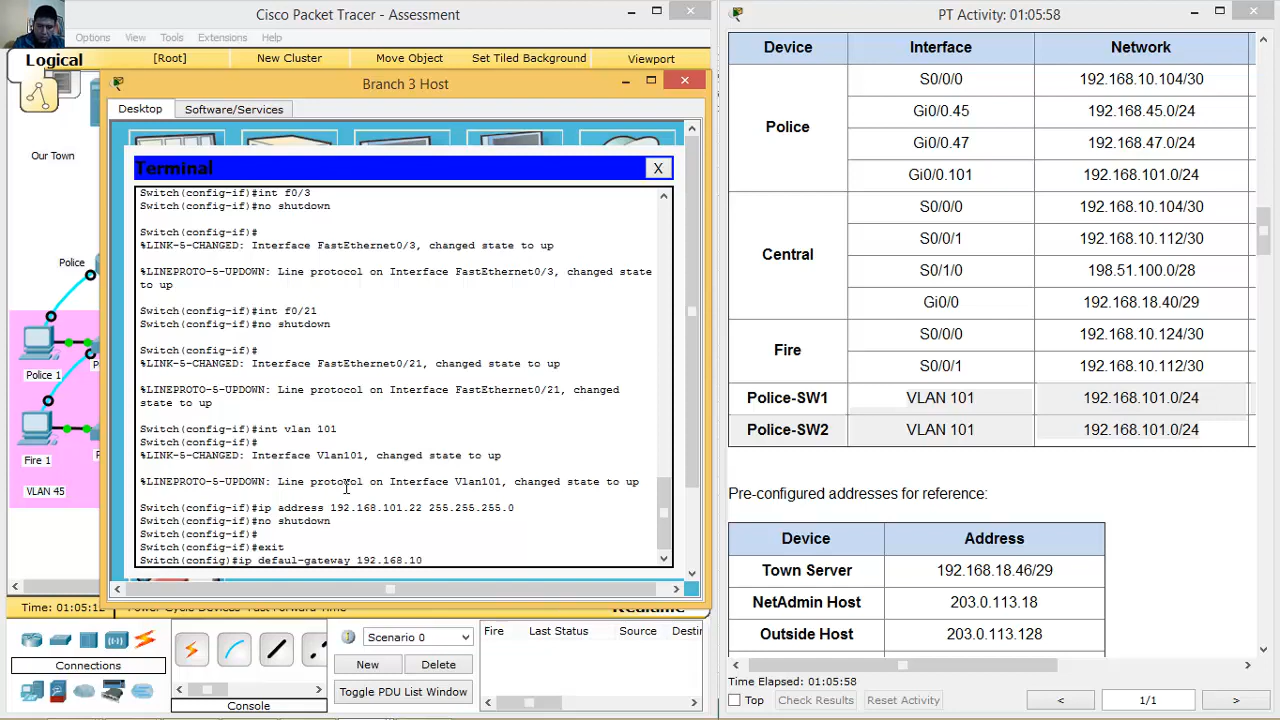 Cisco Packet Tracer - Assessment
Options View Tools Extensions Help
Logical [Root] New Cluster Move Object Set Tiled Background Viewport
Our Town
Police
Police 1
Fire 1
VLAN 45
Branch 3 Host
Desktop Software/Services
Terminal X
Switch(config-if)#int f0/3
Switch(config-if)#no shutdown
Switch(config-if)#
%LINK-5-CHANGED: Interface FastEthernet0/3, changed state to up
%LINEPROTO-5-UPDOWN: Line protocol on Interface FastEthernet0/3, changed state
to up
Switch(config-if)#int f0/21
Switch(config-if)#no shutdown
Switch(config-if)#
%LINK-5-CHANGED: Interface FastEthernet0/21, changed state to up
%LINEPROTO-5-UPDOWN: Line protocol on Interface FastEthernet0/21, changed
state to up
Switch(config-if)#int vlan 101
Switch(config-if)#
%LINK-5-CHANGED: Interface Vlan101, changed state to up
%LINEPROTO-5-UPDOWN: Line protocol on Interface Vlan101, changed state to up
Switch(config-if)#ip address 192.168.101.22 255.255.255.0
Switch(config-if)#no shutdown
Switch(config-if)#
Switch(config-if)#exit
Switch(config)#ip defaul-gateway 192.168.10
Time: 01:05:12 Power Cycle Devices Fast Forward Time Realtime
Connections
Scenario 0
New Delete
Toggle PDU List Window
Console
Fire Last Status Source Destin
PT Activity: 01:05:58
Device Interface Network
Police
S0/0/0 192.168.10.104/30
Gi0/0.45 192.168.45.0/24
Gi0/0.47 192.168.47.0/24
Gi0/0.101 192.168.101.0/24
Central
S0/0/0 192.168.10.104/30
S0/0/1 192.168.10.112/30
S0/1/0 198.51.100.0/28
Gi0/0 192.168.18.40/29
Fire
S0/0/0 192.168.10.124/30
S0/0/1 192.168.10.112/30
Police-SW1 VLAN 101 192.168.101.0/24
Police-SW2 VLAN 101 192.168.101.0/24
Pre-configured addresses for reference:
Device Address
Town Server 192.168.18.46/29
NetAdmin Host 203.0.113.18
Outside Host 203.0.113.128
Time Elapsed: 01:05:58
Top Check Results Reset Activity < 1/1 >